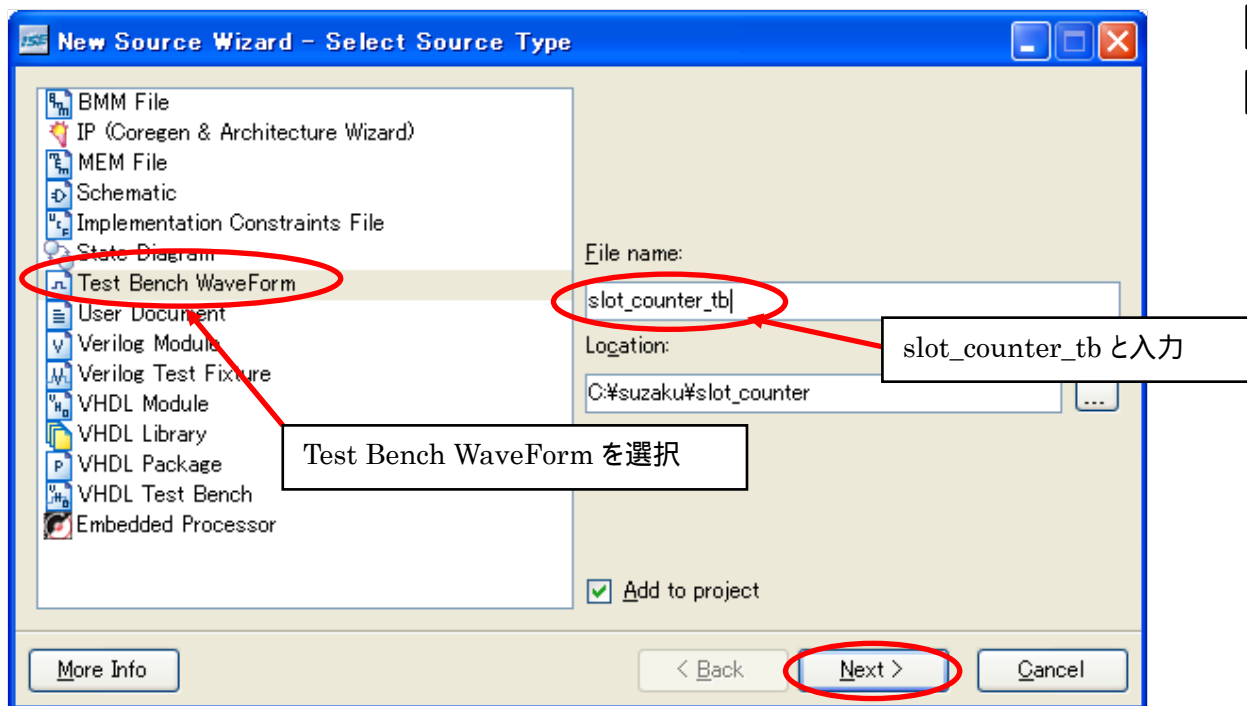 New Source Wizard - Select Source Type
BMM File
IP (Coregen & Architecture Wizard)
MEM File
Schematic
Implementation Constraints File
State Diagram
Test Bench WaveForm
User Document
Verilog Module
Verilog Test Fixture
VHDL Module
VHDL Library
VHDL Package
VHDL Test Bench
Embedded Processor
File name:
slot_counter_tb
Location:
C:¥suzaku¥slot_counter
...
slot_counter_tb と入力
Test Bench WaveForm を選択
Add to project
More Info
< Back
Next >
Cancel